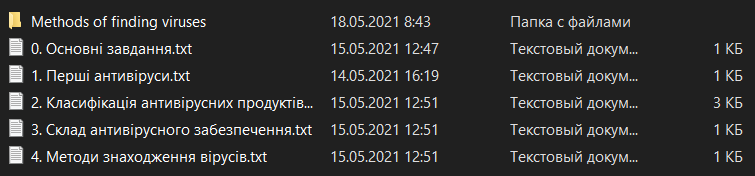 Methods of finding viruses 18.05.2021 8:43 Папка с файлами
0. Основні завдання.txt 15.05.2021 12:47 Текстовый докум... 1 КБ
1. Перші антивіруси.txt 14.05.2021 16:19 Текстовый докум... 1 КБ
2. Класифікація антивірусних продуктів... 15.05.2021 12:51 Текстовый докум... 3 КБ
3. Склад антивірусного забезпечення.txt 15.05.2021 12:51 Текстовый докум... 1 КБ
4. Методи знаходження вірусів.txt 15.05.2021 12:51 Текстовый докум... 1 КБ